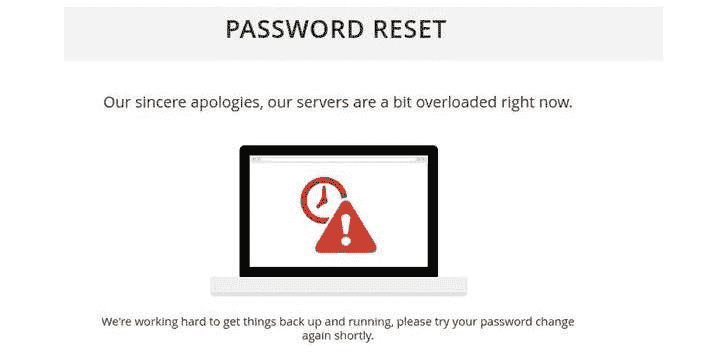 PASSWORD RESET
Our sincere apologies, our servers are a bit overloaded right now.
We're working hard to get things back up and running, please try your password change
again shortly.